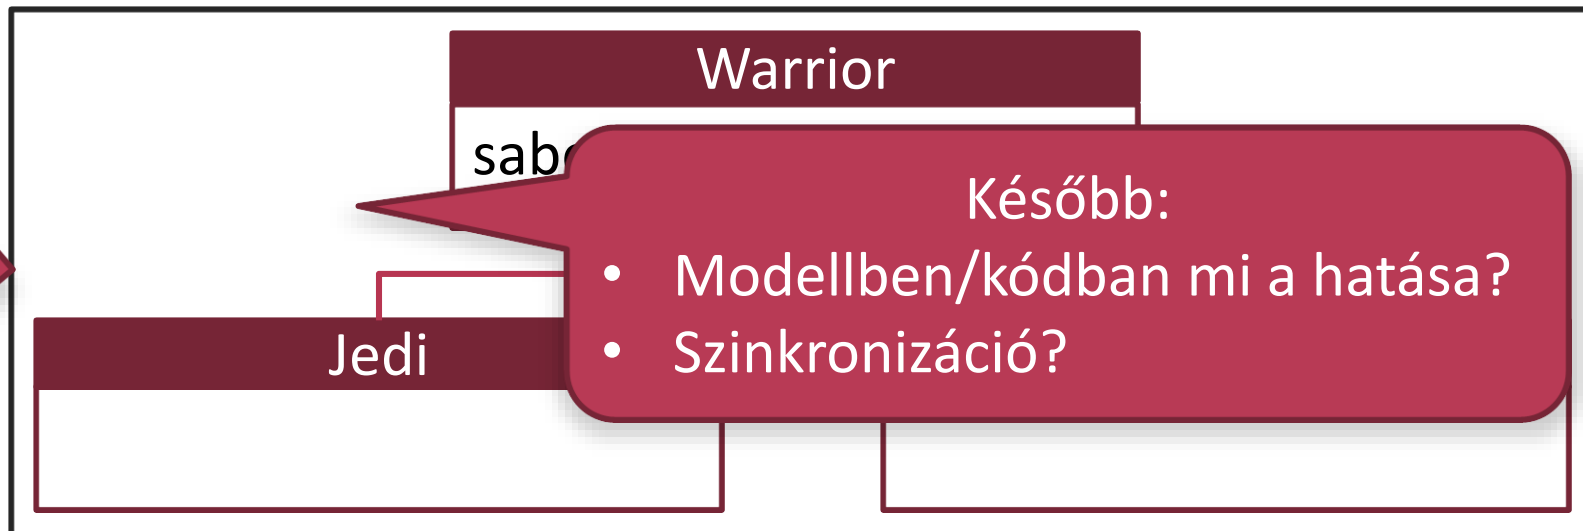 Warrior
Később:
• Modellben/kódban mi a hatása?
• Szinkronizáció?
Jedi